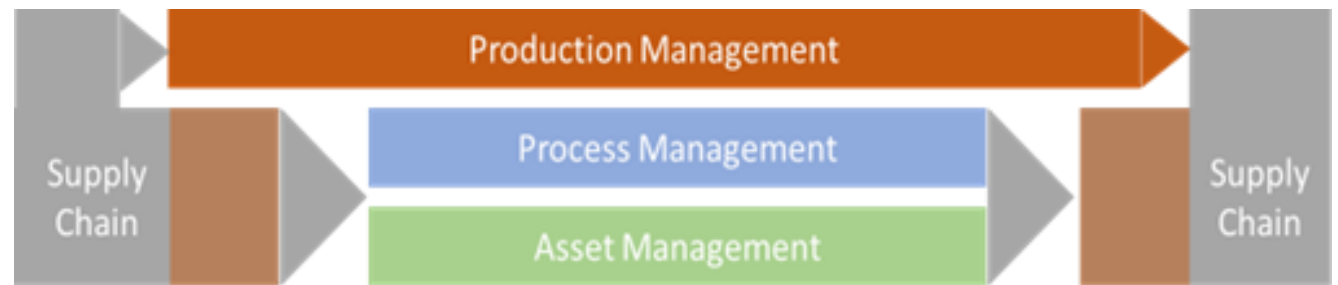 Production Management
Process Management
Supply
Chain
Asset Management
Supply
Chain